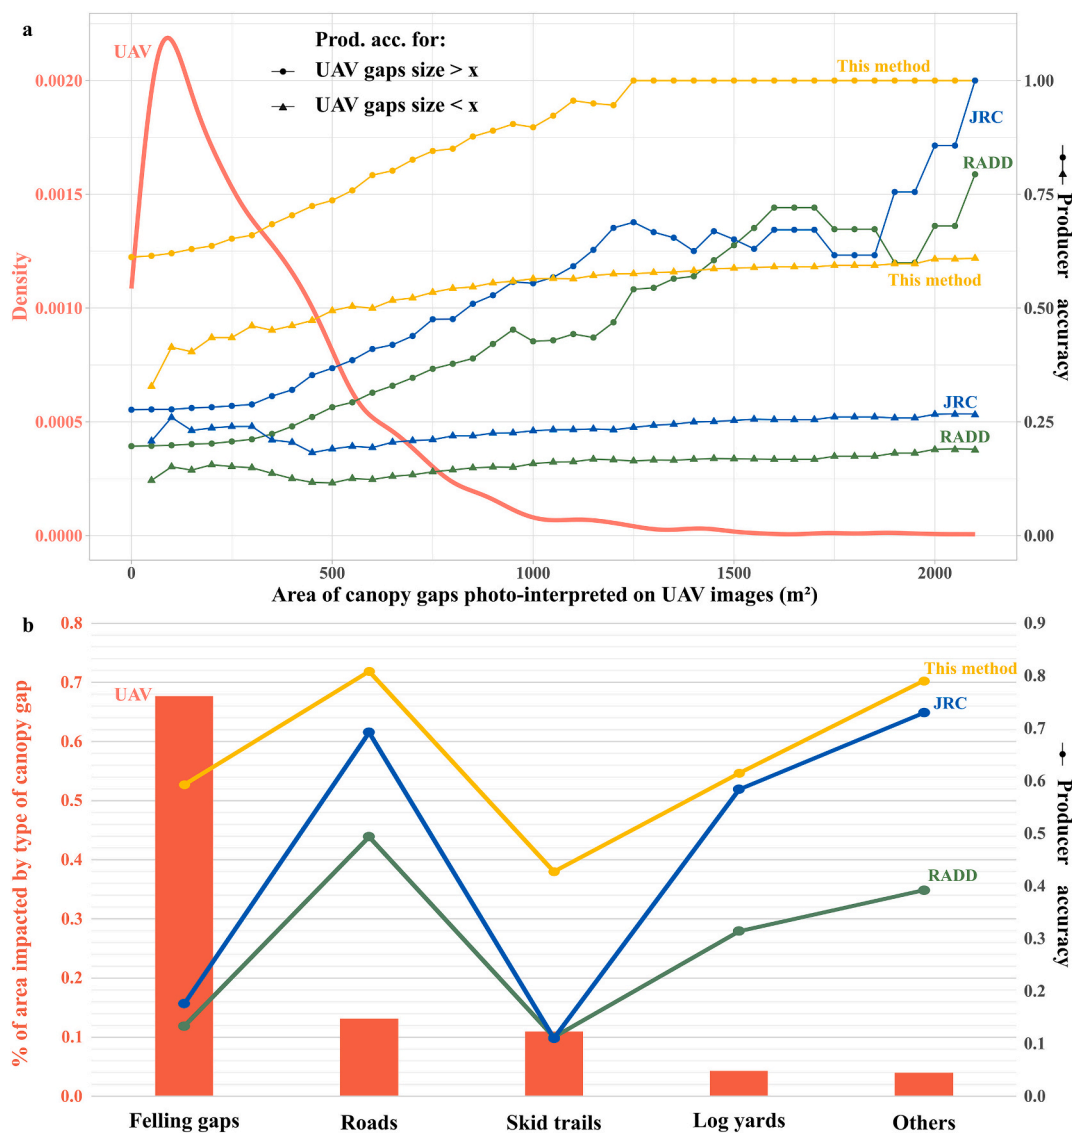 a
UAV
Prod. acc. for:
UAV gaps size > x
UAV gaps size < x
This method
JRC
RADD
This method
JRC
RADD
0.0020
0.0015
0.0010
0.0005
0.0000
Density
1.00
0.75
0.50
0.25
0.00
Producer accuracy
0
500
1000
1500
2000
Area of canopy gaps photo-interpreted on UAV images (m²)
b
0.8
0.7
0.6
0.5
0.4
0.3
0.2
0.1
0.0
% of area impacted by type of canopy gap
UAV
This method
JRC
RADD
0.9
0.8
0.7
0.6
0.5
0.4
0.3
0.2
0.1
0.0
Producer accuracy
Felling gaps
Roads
Skid trails
Log yards
Others